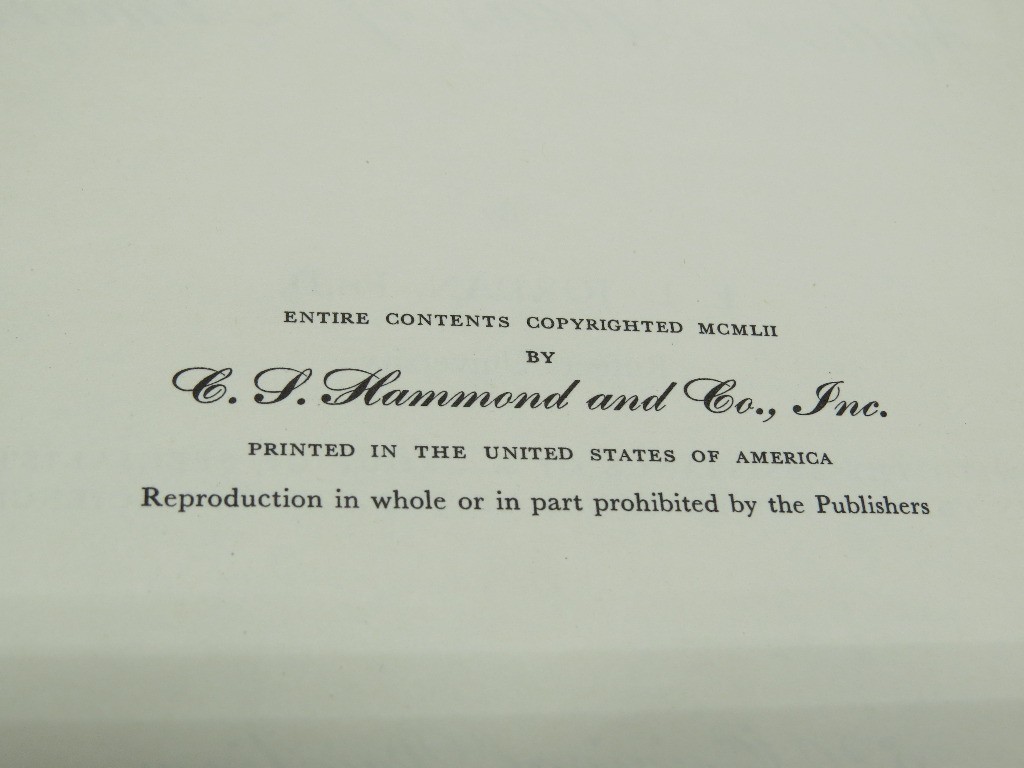 ENTIRE CONTENTS COPYRIGHTED MCMLII
BY
C. S. Hammond and Co., Inc.
PRINTED IN THE UNITED STATES OF AMERICA
Reproduction in whole or in part prohibited by the Publishers